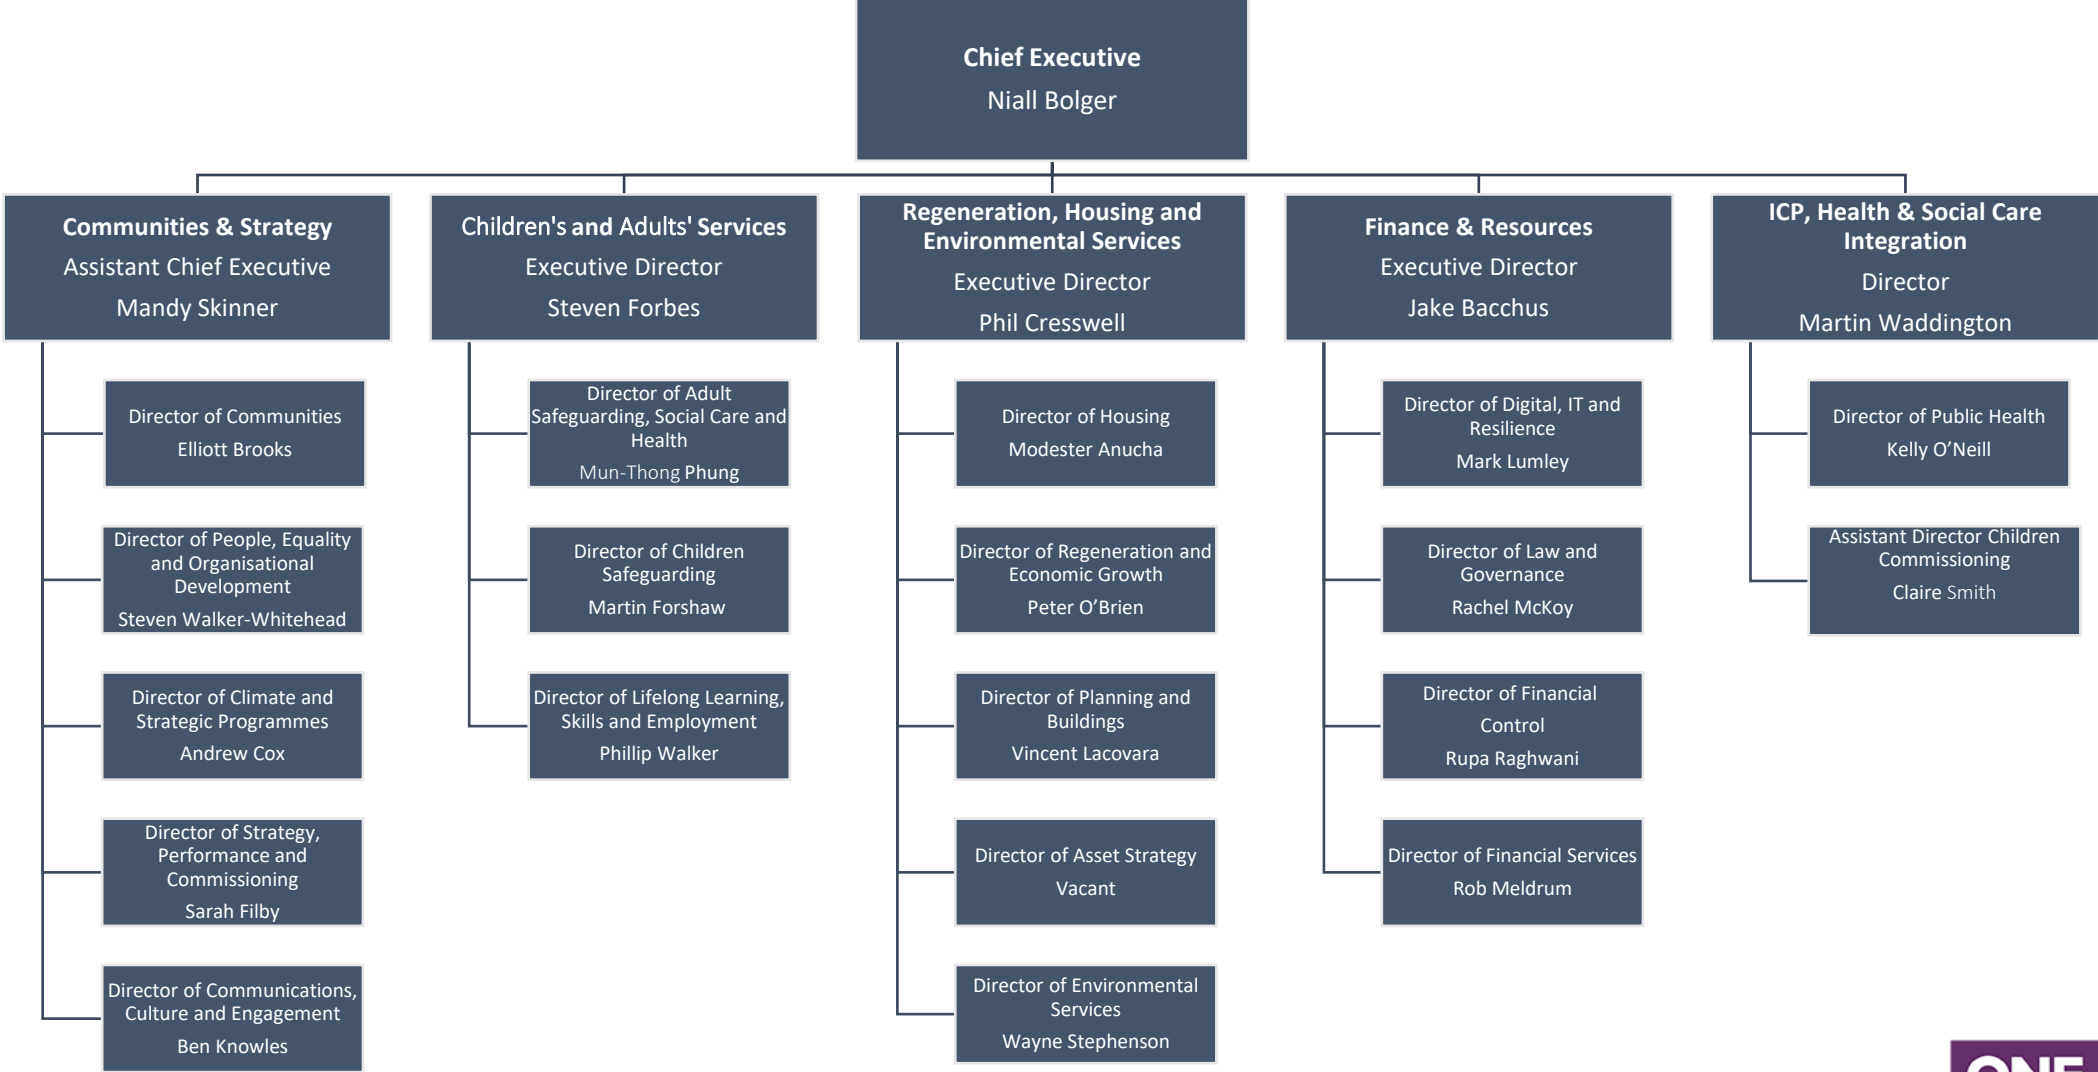 Chief Executive
Niall Bolger
Communities & Strategy
Assistant Chief Executive
Mandy Skinner
Director of Communities
Elliott Brooks
Director of People, Equality
and Organisational
Development
Steven Walker-Whitehead
Director of Climate and
Strategic Programmes
Andrew Cox
Director of Strategy,
Performance and
Commissioning
Sarah Filby
Director of Communications,
Culture and Engagement
Ben Knowles
Children's and Adults' Services
Executive Director
Steven Forbes
Director of Adult
Safeguarding, Social Care and
Health
Mun-Thong Phung
Director of Children
Safeguarding
Martin Forshaw
Director of Lifelong Learning,
Skills and Employment
Phillip Walker
Regeneration, Housing and
Environmental Services
Executive Director
Phil Cresswell
Director of Housing
Modester Anucha
Director of Regeneration and
Economic Growth
Peter O’Brien
Director of Planning and
Buildings
Vincent Lacovara
Director of Asset Strategy
Vacant
Director of Environmental
Services
Wayne Stephenson
Finance & Resources
Executive Director
Jake Bacchus
Director of Digital, IT and
Resilience
Mark Lumley
Director of Law and
Governance
Rachel McKoy
Director of Financial
Control
Rupa Raghwani
Director of Financial Services
Rob Meldrum
ICP, Health & Social Care
Integration
Director
Martin Waddington
Director of Public Health
Kelly O’Neill
Assistant Director Children
Commissioning
Claire Smith
ONE